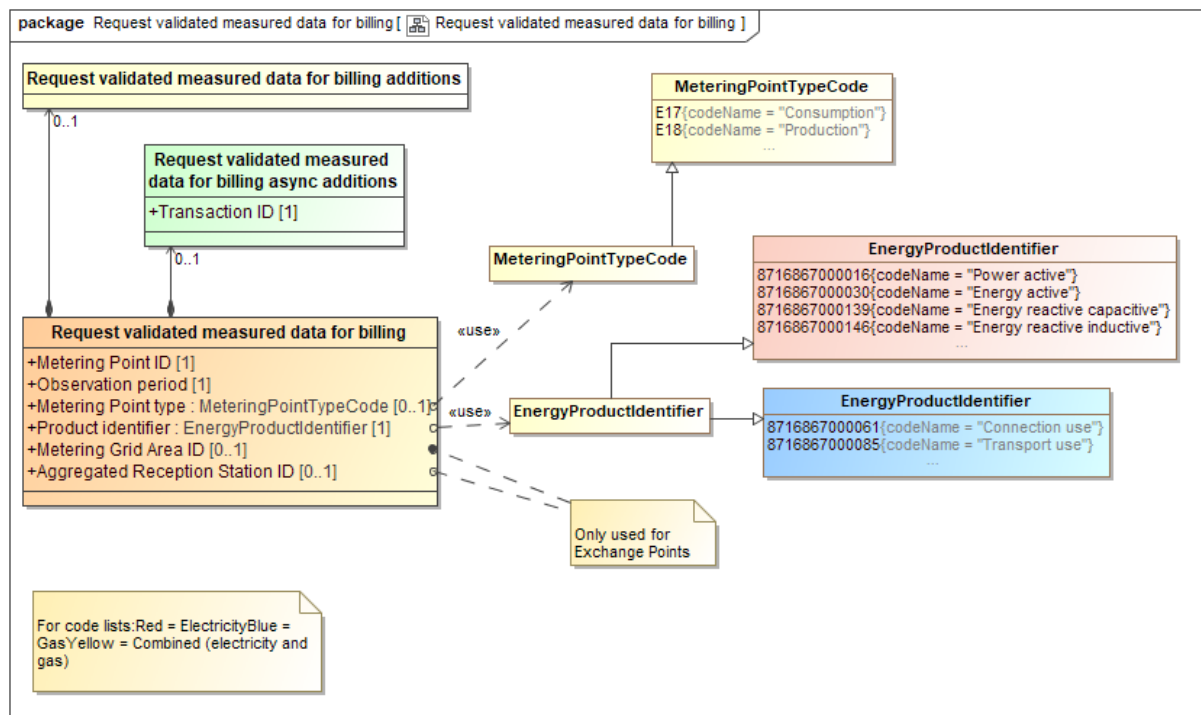 package Request validated measured data for billing [ Request validated measured data for billing ]
Request validated measured data for billing additions
0..1
Request validated measured
data for billing async additions
+Transaction ID [1]
0..1
Request validated measured data for billing
+Metering Point ID [1]
+Observation period [1]
+Metering Point type : MeteringPointTypeCode [0..1]
+Product identifier : EnergyProductIdentifier [1]
+Metering Grid Area ID [0..1]
+Aggregated Reception Station ID [0..1]
«use»
«use»
MeteringPointTypeCode
E17{codeName = "Consumption"}
E18{codeName = "Production"}
...
MeteringPointTypeCode
EnergyProductIdentifier
8716867000016{codeName = "Power active"}
8716867000030{codeName = "Energy active"}
8716867000139{codeName = "Energy reactive capacitive"}
8716867000146{codeName = "Energy reactive inductive"}
...
EnergyProductIdentifier
EnergyProductIdentifier
8716867000061{codeName = "Connection use"}
8716867000085{codeName = "Transport use"}
...
Only used for
Exchange Points
For code lists:Red = ElectricityBlue =
GasYellow = Combined (electricity and
gas)